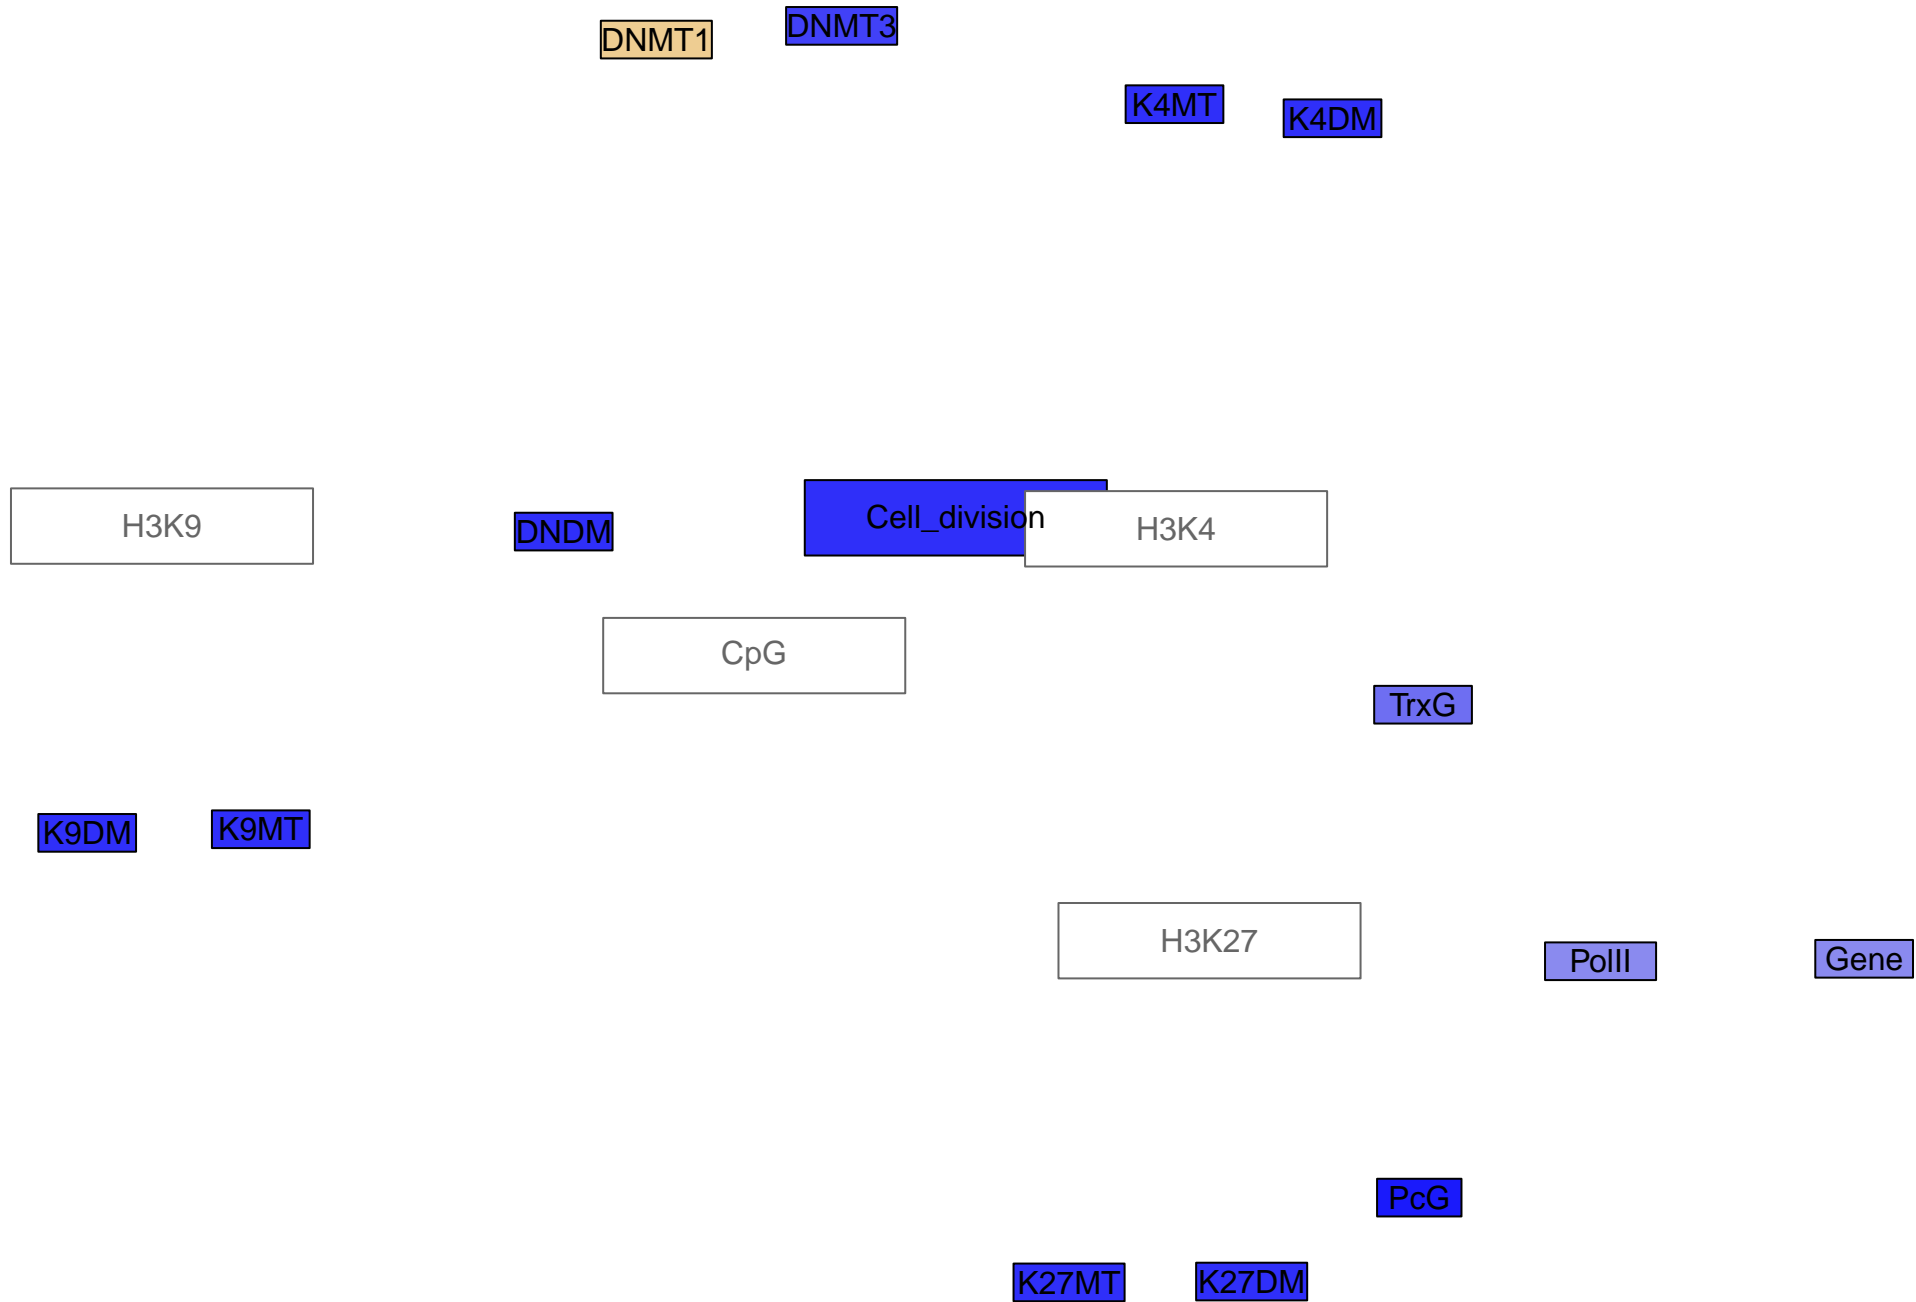 DNMT1
DNMT3
K4MT
K4DM
H3K9
DNDM
Cell_division
H3K4
CpG
TrxG
K9DM
K9MT
H3K27
PolII
Gene
PcG
K27MT
K27DM